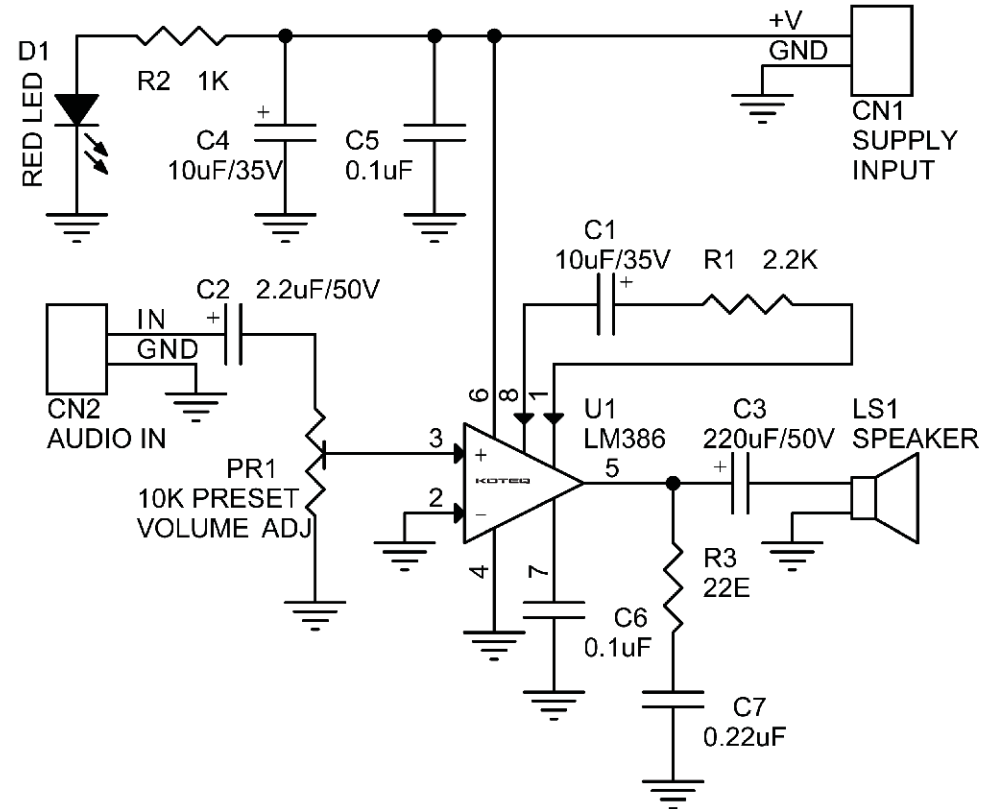 D1
RED LED
R2 1K
+
C4
10uF/35V
C5
0.1uF
+V
GND
CN1
SUPPLY
INPUT
C1
10uF/35V
+
R1 2.2K
C2 2.2uF/50V
+
IN
GND
CN2
AUDIO IN
6
8
1
U1
LM386
3
+
KOTEQ
5
2
−
4
7
PR1
10K PRESET
VOLUME ADJ
C3
220uF/50V
+
LS1
SPEAKER
R3
22E
C6
0.1uF
C7
0.22uF